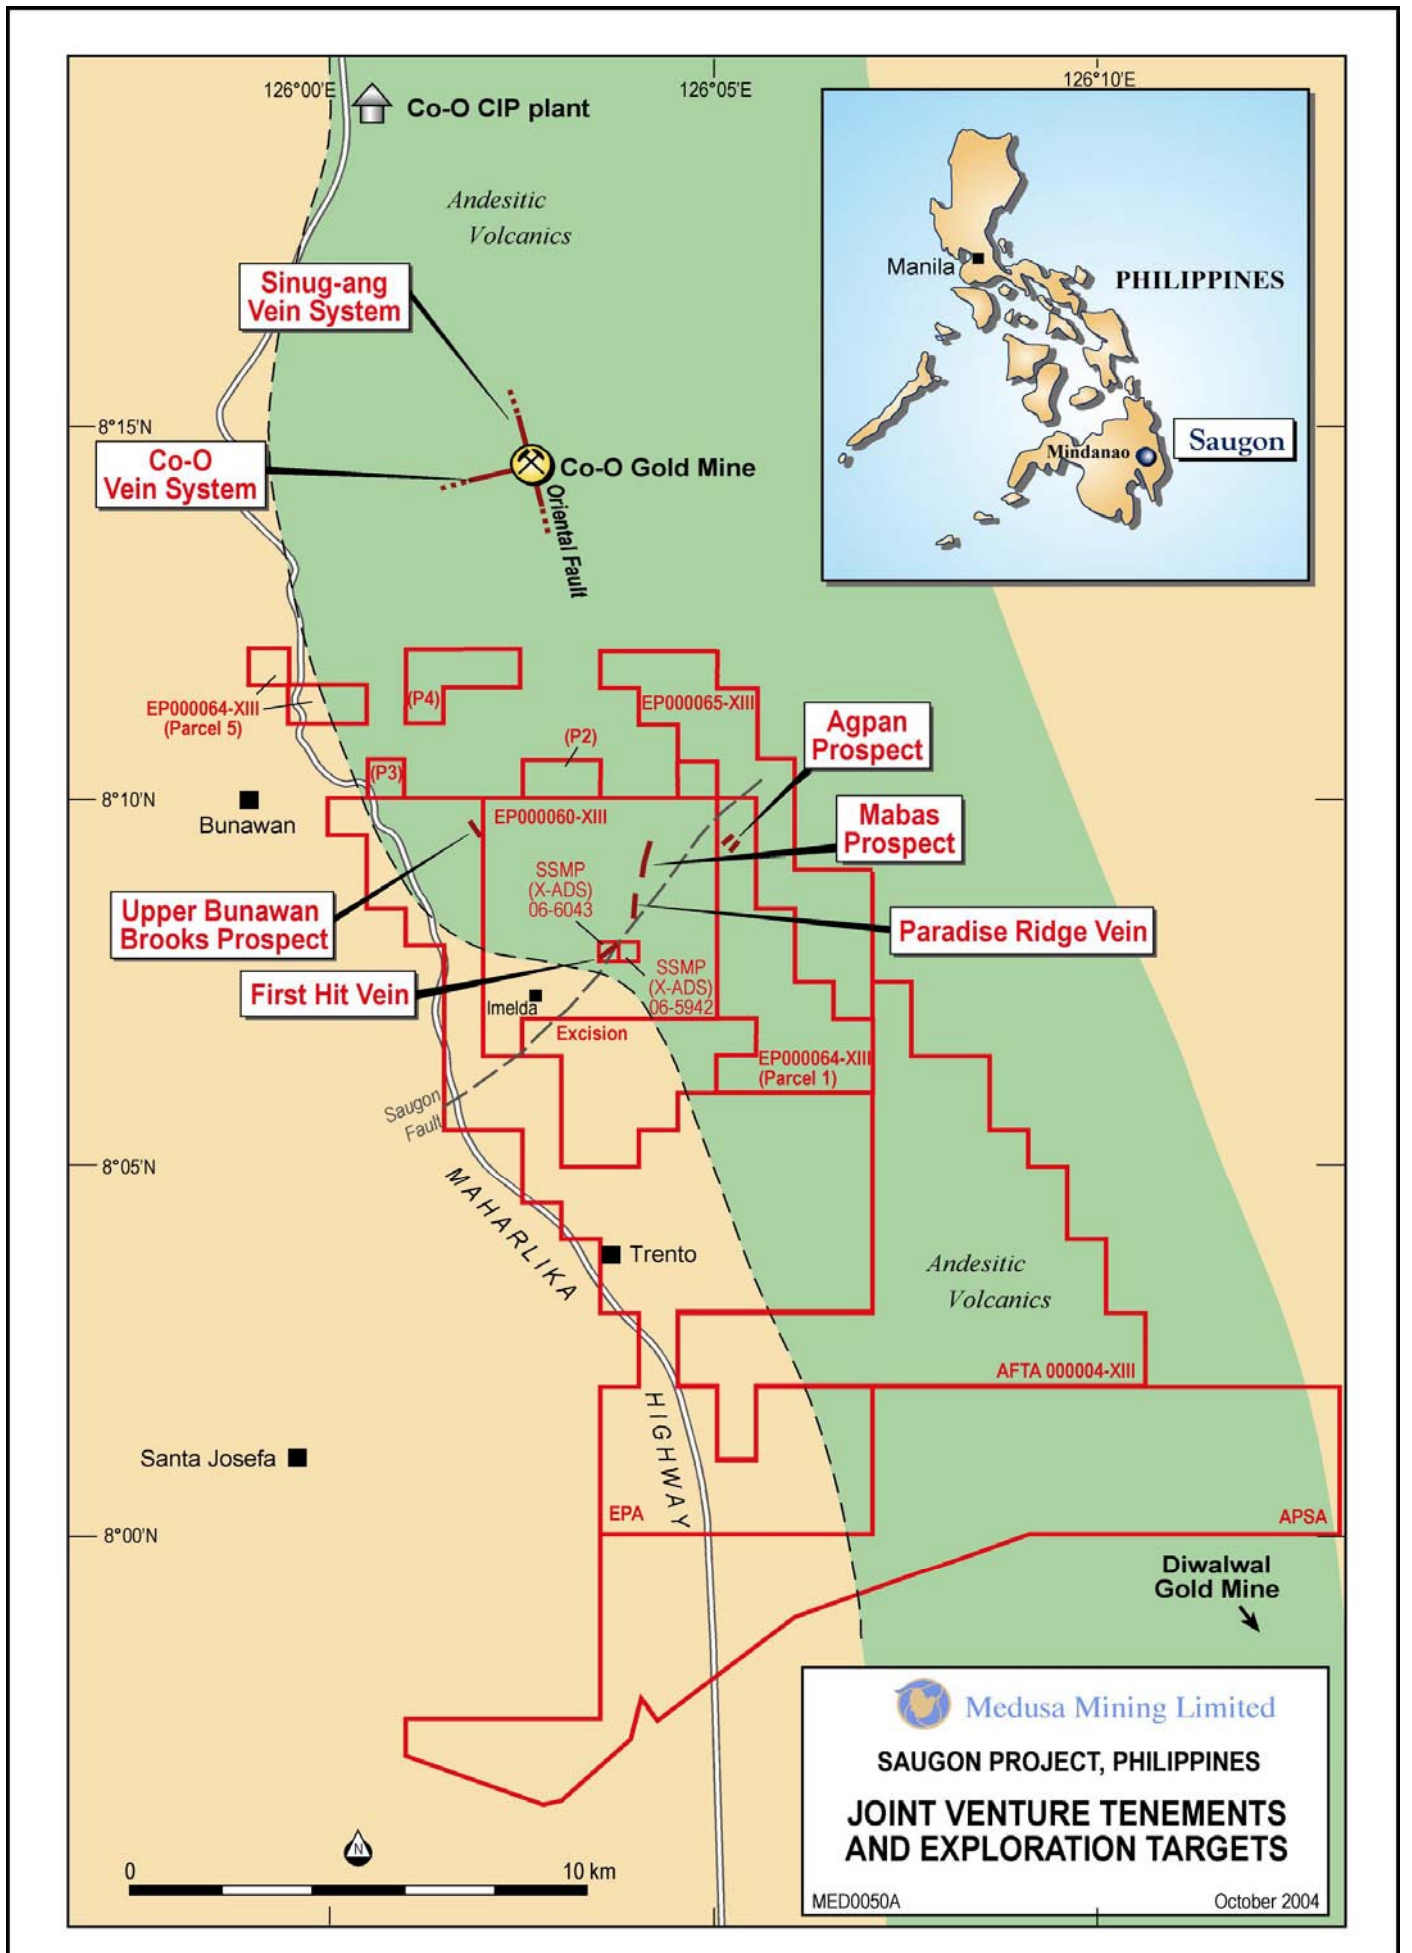 126°00'E
126°05'E
126°10'E
Co-O CIP plant
Andesitic
Volcanics
Manila
PHILIPPINES
Mindanao
Saugon
Sinug-ang
Vein System
8°15'N
Co-O
Vein System
Co-O Gold Mine
Oriental Fault
EP000064-XIII
(Parcel 5)
(P4)
EP000065-XIII
(P2)
(P3)
Agpan
Prospect
8°10'N
Bunawan
EP000060-XIII
Mabas
Prospect
SSMP
(X-ADS)
06-6043
Upper Bunawan
Brooks Prospect
Paradise Ridge Vein
First Hit Vein
SSMP
(X-ADS)
06-5942
Imelda
Excision
EP000064-XIII
(Parcel 1)
Saugon
Fault
8°05'N
MAHARLIKA
HIGHWAY
Trento
Andesitic
Volcanics
AFTA 000004-XIII
Santa Josefa
EPA
APSA
8°00'N
Diwalwal
Gold Mine
Medusa Mining Limited
SAUGON PROJECT, PHILIPPINES
JOINT VENTURE TENEMENTS
AND EXPLORATION TARGETS
MED0050A
October 2004
N
0
10 km